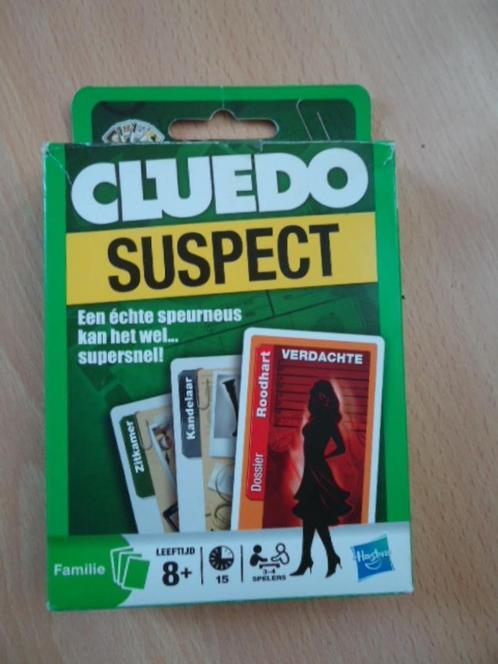 CLUEDO
SUSPECT
Een échte speurneus
kan het wel...
supersnel!
Zitkamer
Kandelaar
Dossier Roodhart
VERDACHTE
Familie
LEEFTIJD
8+
15
3-4
SPELERS
Hasbro